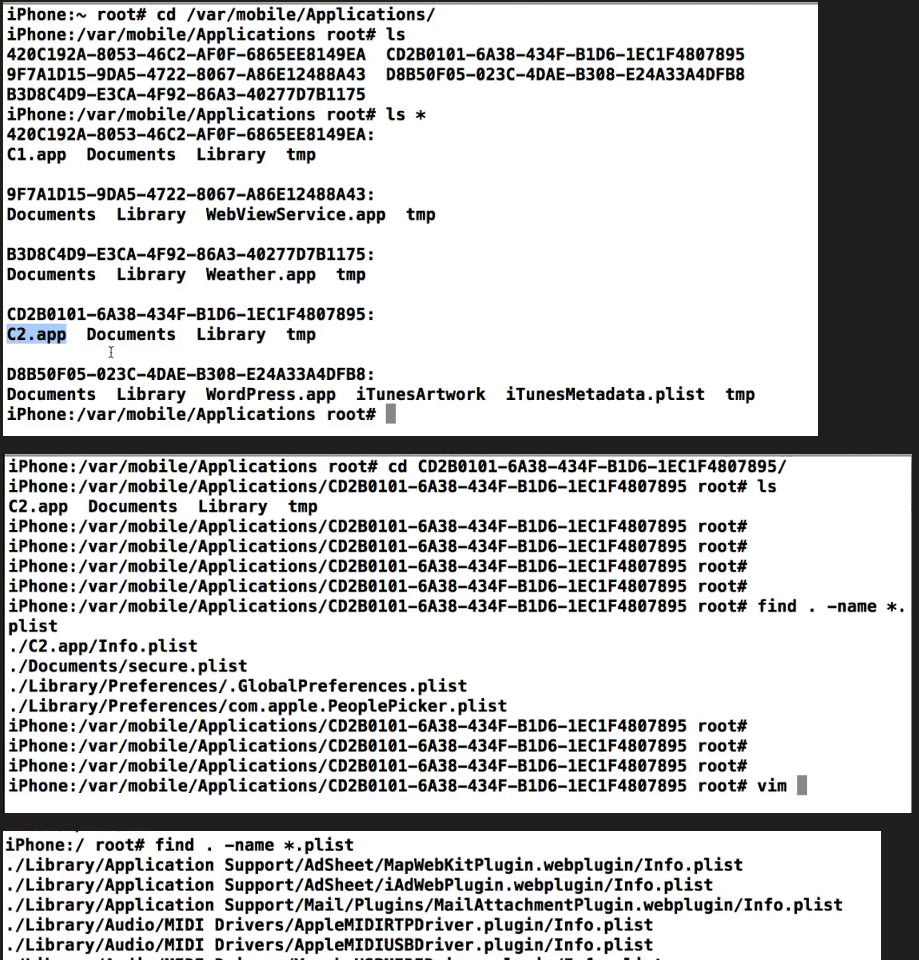 iPhone:~ root# cd /var/mobile/Applications/
iPhone:/var/mobile/Applications root# ls
420C192A-8053-46C2-AF0F-6865EE8149EA  CD2B0101-6A38-434F-B1D6-1EC1F4807895
9F7A1D15-9DA5-4722-8067-A86E12488A43  D8B50F05-023C-4DAE-B308-E24A33A4DFB8
B3D8C4D9-E3CA-4F92-86A3-40277D7B1175
iPhone:/var/mobile/Applications root# ls *
420C192A-8053-46C2-AF0F-6865EE8149EA:
C1.app  Documents  Library  tmp
9F7A1D15-9DA5-4722-8067-A86E12488A43:
Documents  Library  WebViewService.app  tmp
B3D8C4D9-E3CA-4F92-86A3-40277D7B1175:
Documents  Library  Weather.app  tmp
CD2B0101-6A38-434F-B1D6-1EC1F4807895:
C2.app  Documents  Library  tmp
D8B50F05-023C-4DAE-B308-E24A33A4DFB8:
Documents  Library  WordPress.app  iTunesArtwork  iTunesMetadata.plist  tmp
iPhone:/var/mobile/Applications root#
iPhone:/var/mobile/Applications root# cd CD2B0101-6A38-434F-B1D6-1EC1F4807895/
iPhone:/var/mobile/Applications/CD2B0101-6A38-434F-B1D6-1EC1F4807895 root# ls
C2.app  Documents  Library  tmp
iPhone:/var/mobile/Applications/CD2B0101-6A38-434F-B1D6-1EC1F4807895 root#
iPhone:/var/mobile/Applications/CD2B0101-6A38-434F-B1D6-1EC1F4807895 root#
iPhone:/var/mobile/Applications/CD2B0101-6A38-434F-B1D6-1EC1F4807895 root#
iPhone:/var/mobile/Applications/CD2B0101-6A38-434F-B1D6-1EC1F4807895 root#
iPhone:/var/mobile/Applications/CD2B0101-6A38-434F-B1D6-1EC1F4807895 root# find . -name *.
plist
./C2.app/Info.plist
./Documents/secure.plist
./Library/Preferences/.GlobalPreferences.plist
./Library/Preferences/com.apple.PeoplePicker.plist
iPhone:/var/mobile/Applications/CD2B0101-6A38-434F-B1D6-1EC1F4807895 root#
iPhone:/var/mobile/Applications/CD2B0101-6A38-434F-B1D6-1EC1F4807895 root#
iPhone:/var/mobile/Applications/CD2B0101-6A38-434F-B1D6-1EC1F4807895 root#
iPhone:/var/mobile/Applications/CD2B0101-6A38-434F-B1D6-1EC1F4807895 root# vim
iPhone:/ root# find . -name *.plist
./Library/Application Support/AdSheet/MapWebKitPlugin.webplugin/Info.plist
./Library/Application Support/AdSheet/iAdWebPlugin.webplugin/Info.plist
./Library/Application Support/Mail/Plugins/MailAttachmentPlugin.webplugin/Info.plist
./Library/Audio/MIDI Drivers/AppleMIDIRTPDriver.plugin/Info.plist
./Library/Audio/MIDI Drivers/AppleMIDIUSBDriver.plugin/Info.plist